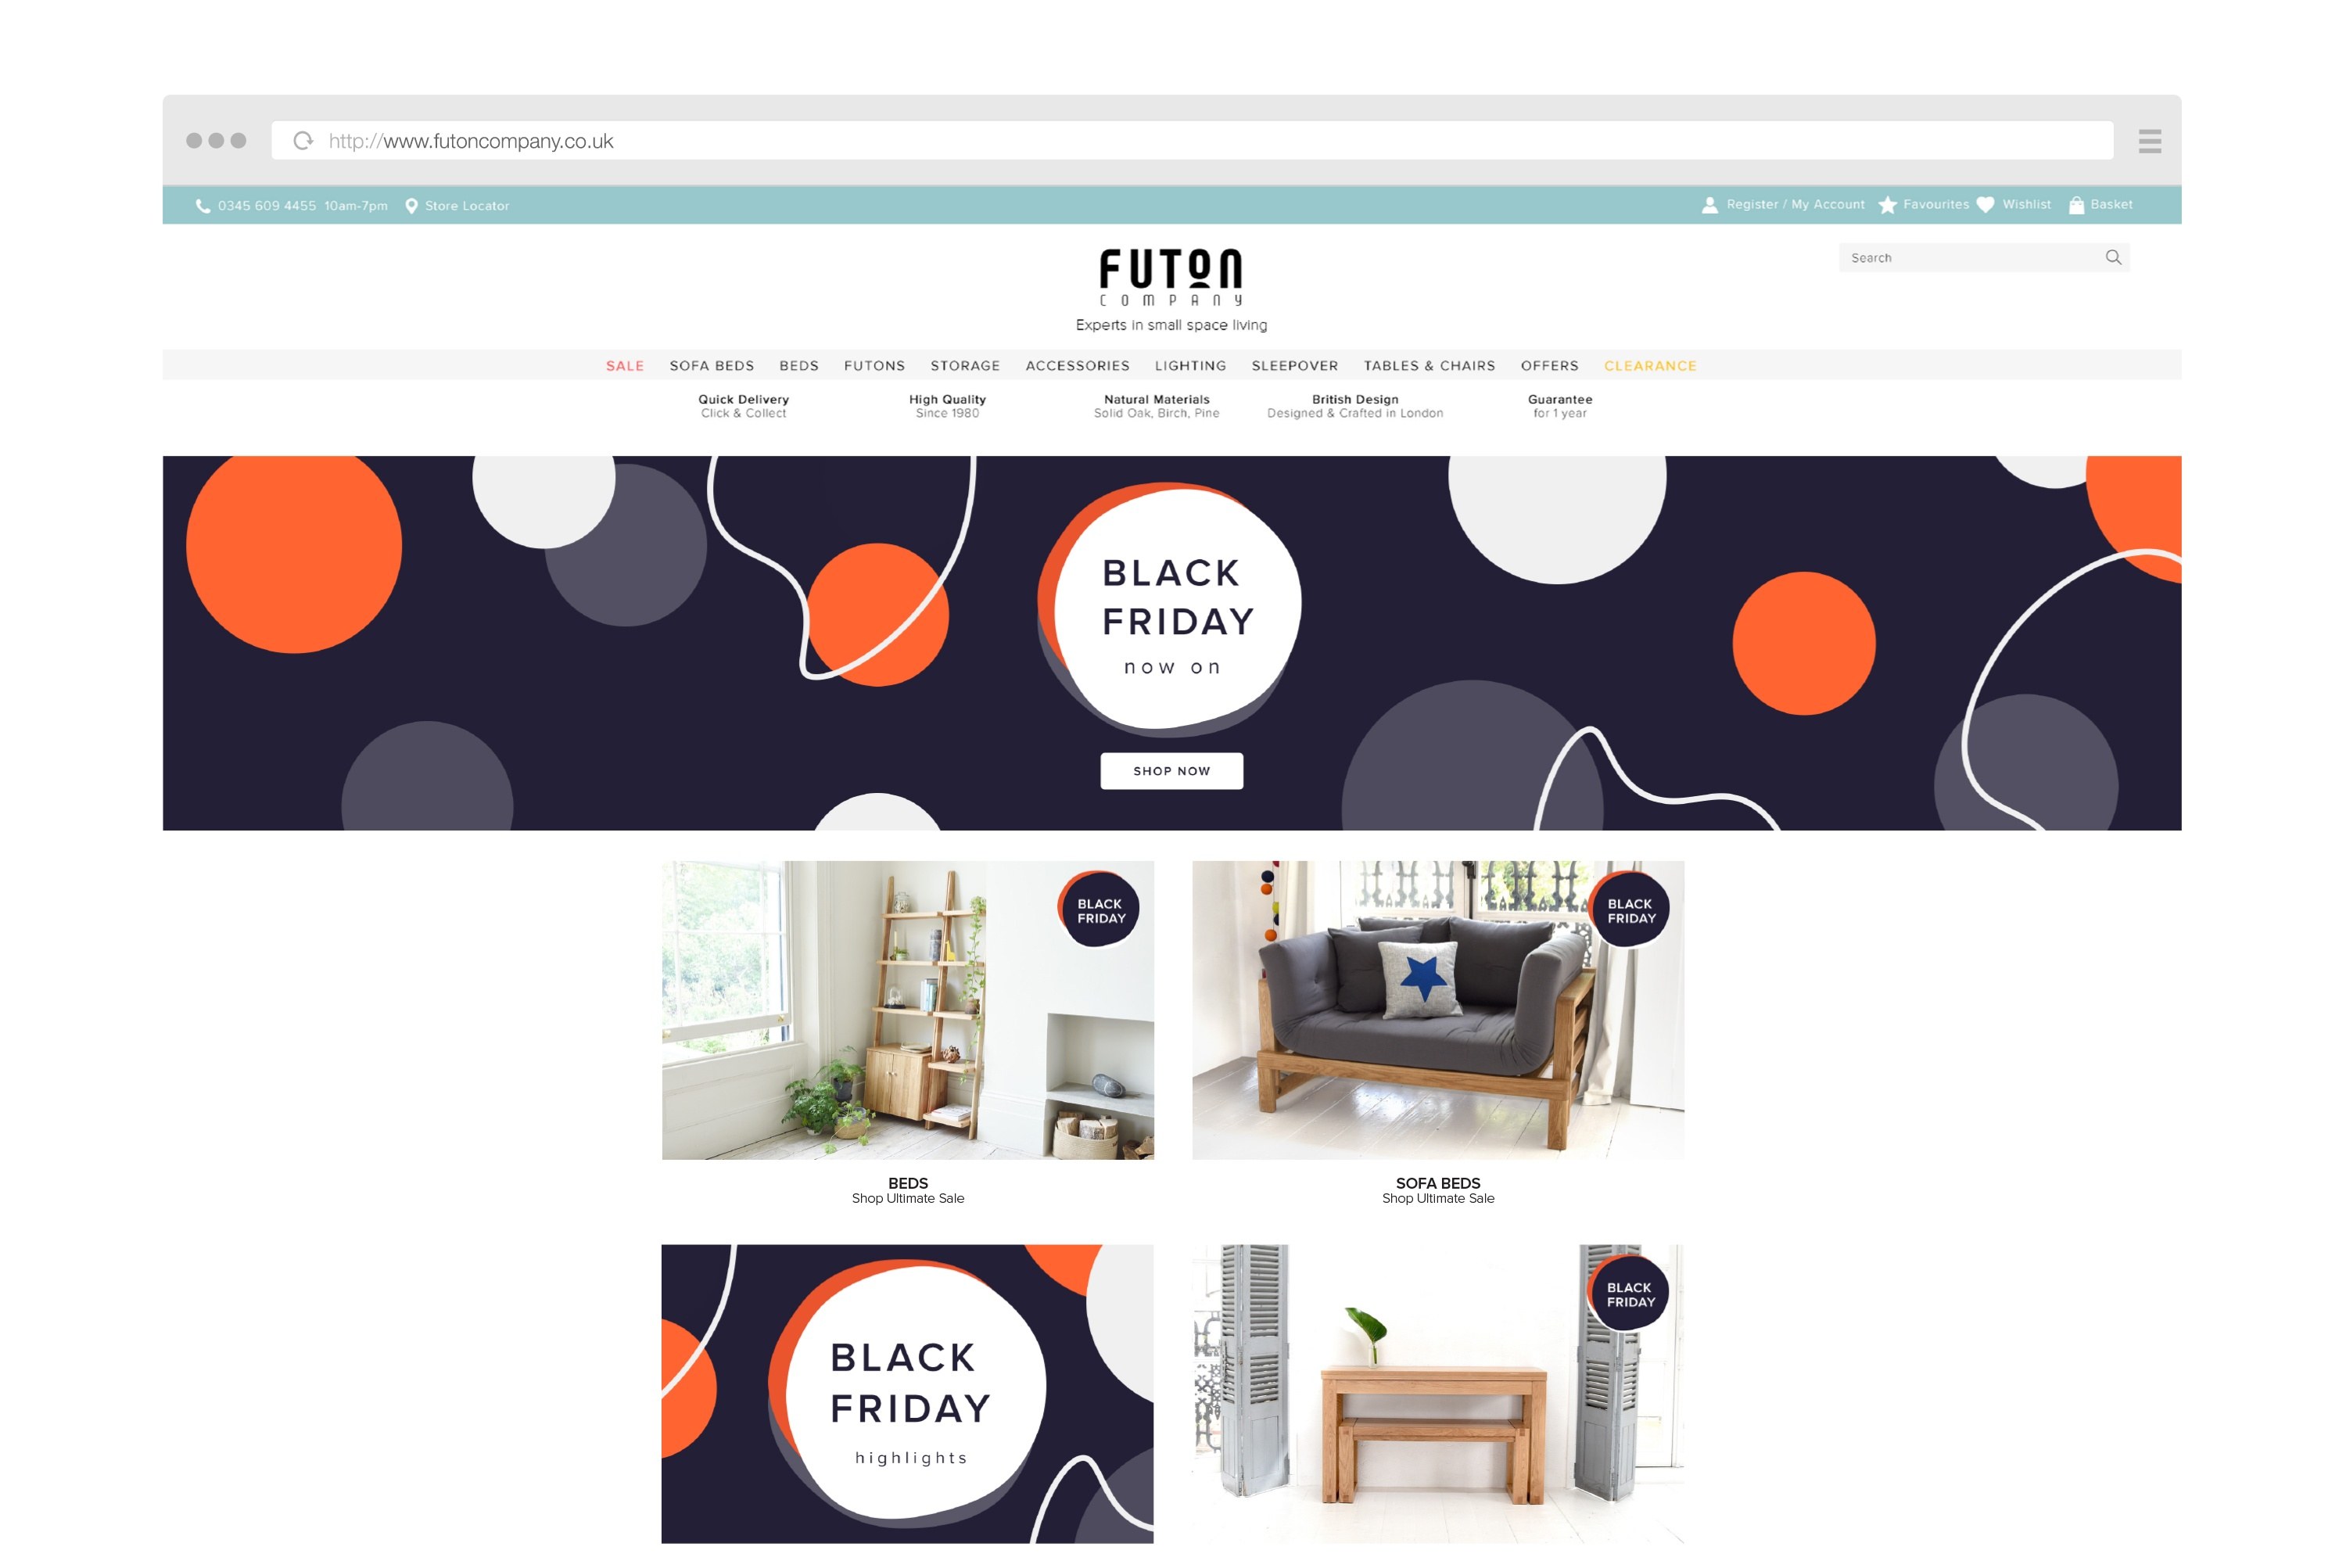 http://www.futoncompany.co.uk
0345 609 4455 10am-7pm Store Locator
Register / My Account Favourites Wishlist Basket
FUTON
COMPANY
Experts in small space living
Search
SALE SOFA BEDS BEDS FUTONS STORAGE ACCESSORIES LIGHTING SLEEPOVER TABLES & CHAIRS OFFERS CLEARANCE
Quick Delivery
Click & Collect
High Quality
Since 1980
Natural Materials
Solid Oak, Birch, Pine
British Design
Designed & Crafted in London
Guarantee
for 1 year
BLACK
FRIDAY
now on
SHOP NOW
BLACK
FRIDAY
BEDS
Shop Ultimate Sale
BLACK
FRIDAY
SOFA BEDS
Shop Ultimate Sale
BLACK
FRIDAY
highlights
BLACK
FRIDAY